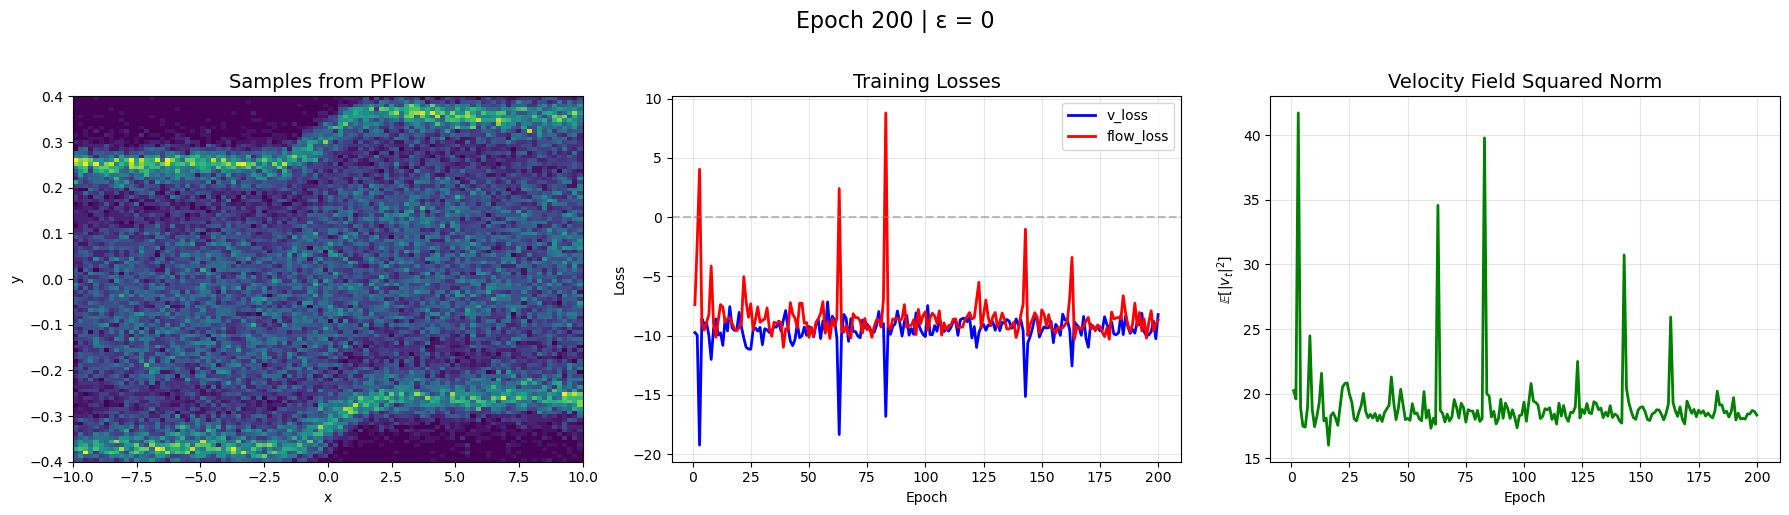 Epoch 200 | ε = 0
Samples from PFlow
0.4
0.3
0.2
0.1
0.0
−0.1
−0.2
−0.3
−0.4
y
−10.0 −7.5 −5.0 −2.5 0.0 2.5 5.0 7.5 10.0
x
Training Losses
v_loss
flow_loss
10
5
0
−5
−10
−15
−20
Loss
0 25 50 75 100 125 150 175 200
Epoch
Velocity Field Squared Norm
40
35
30
25
20
15
𝔼[|v_t|²]
0 25 50 75 100 125 150 175 200
Epoch